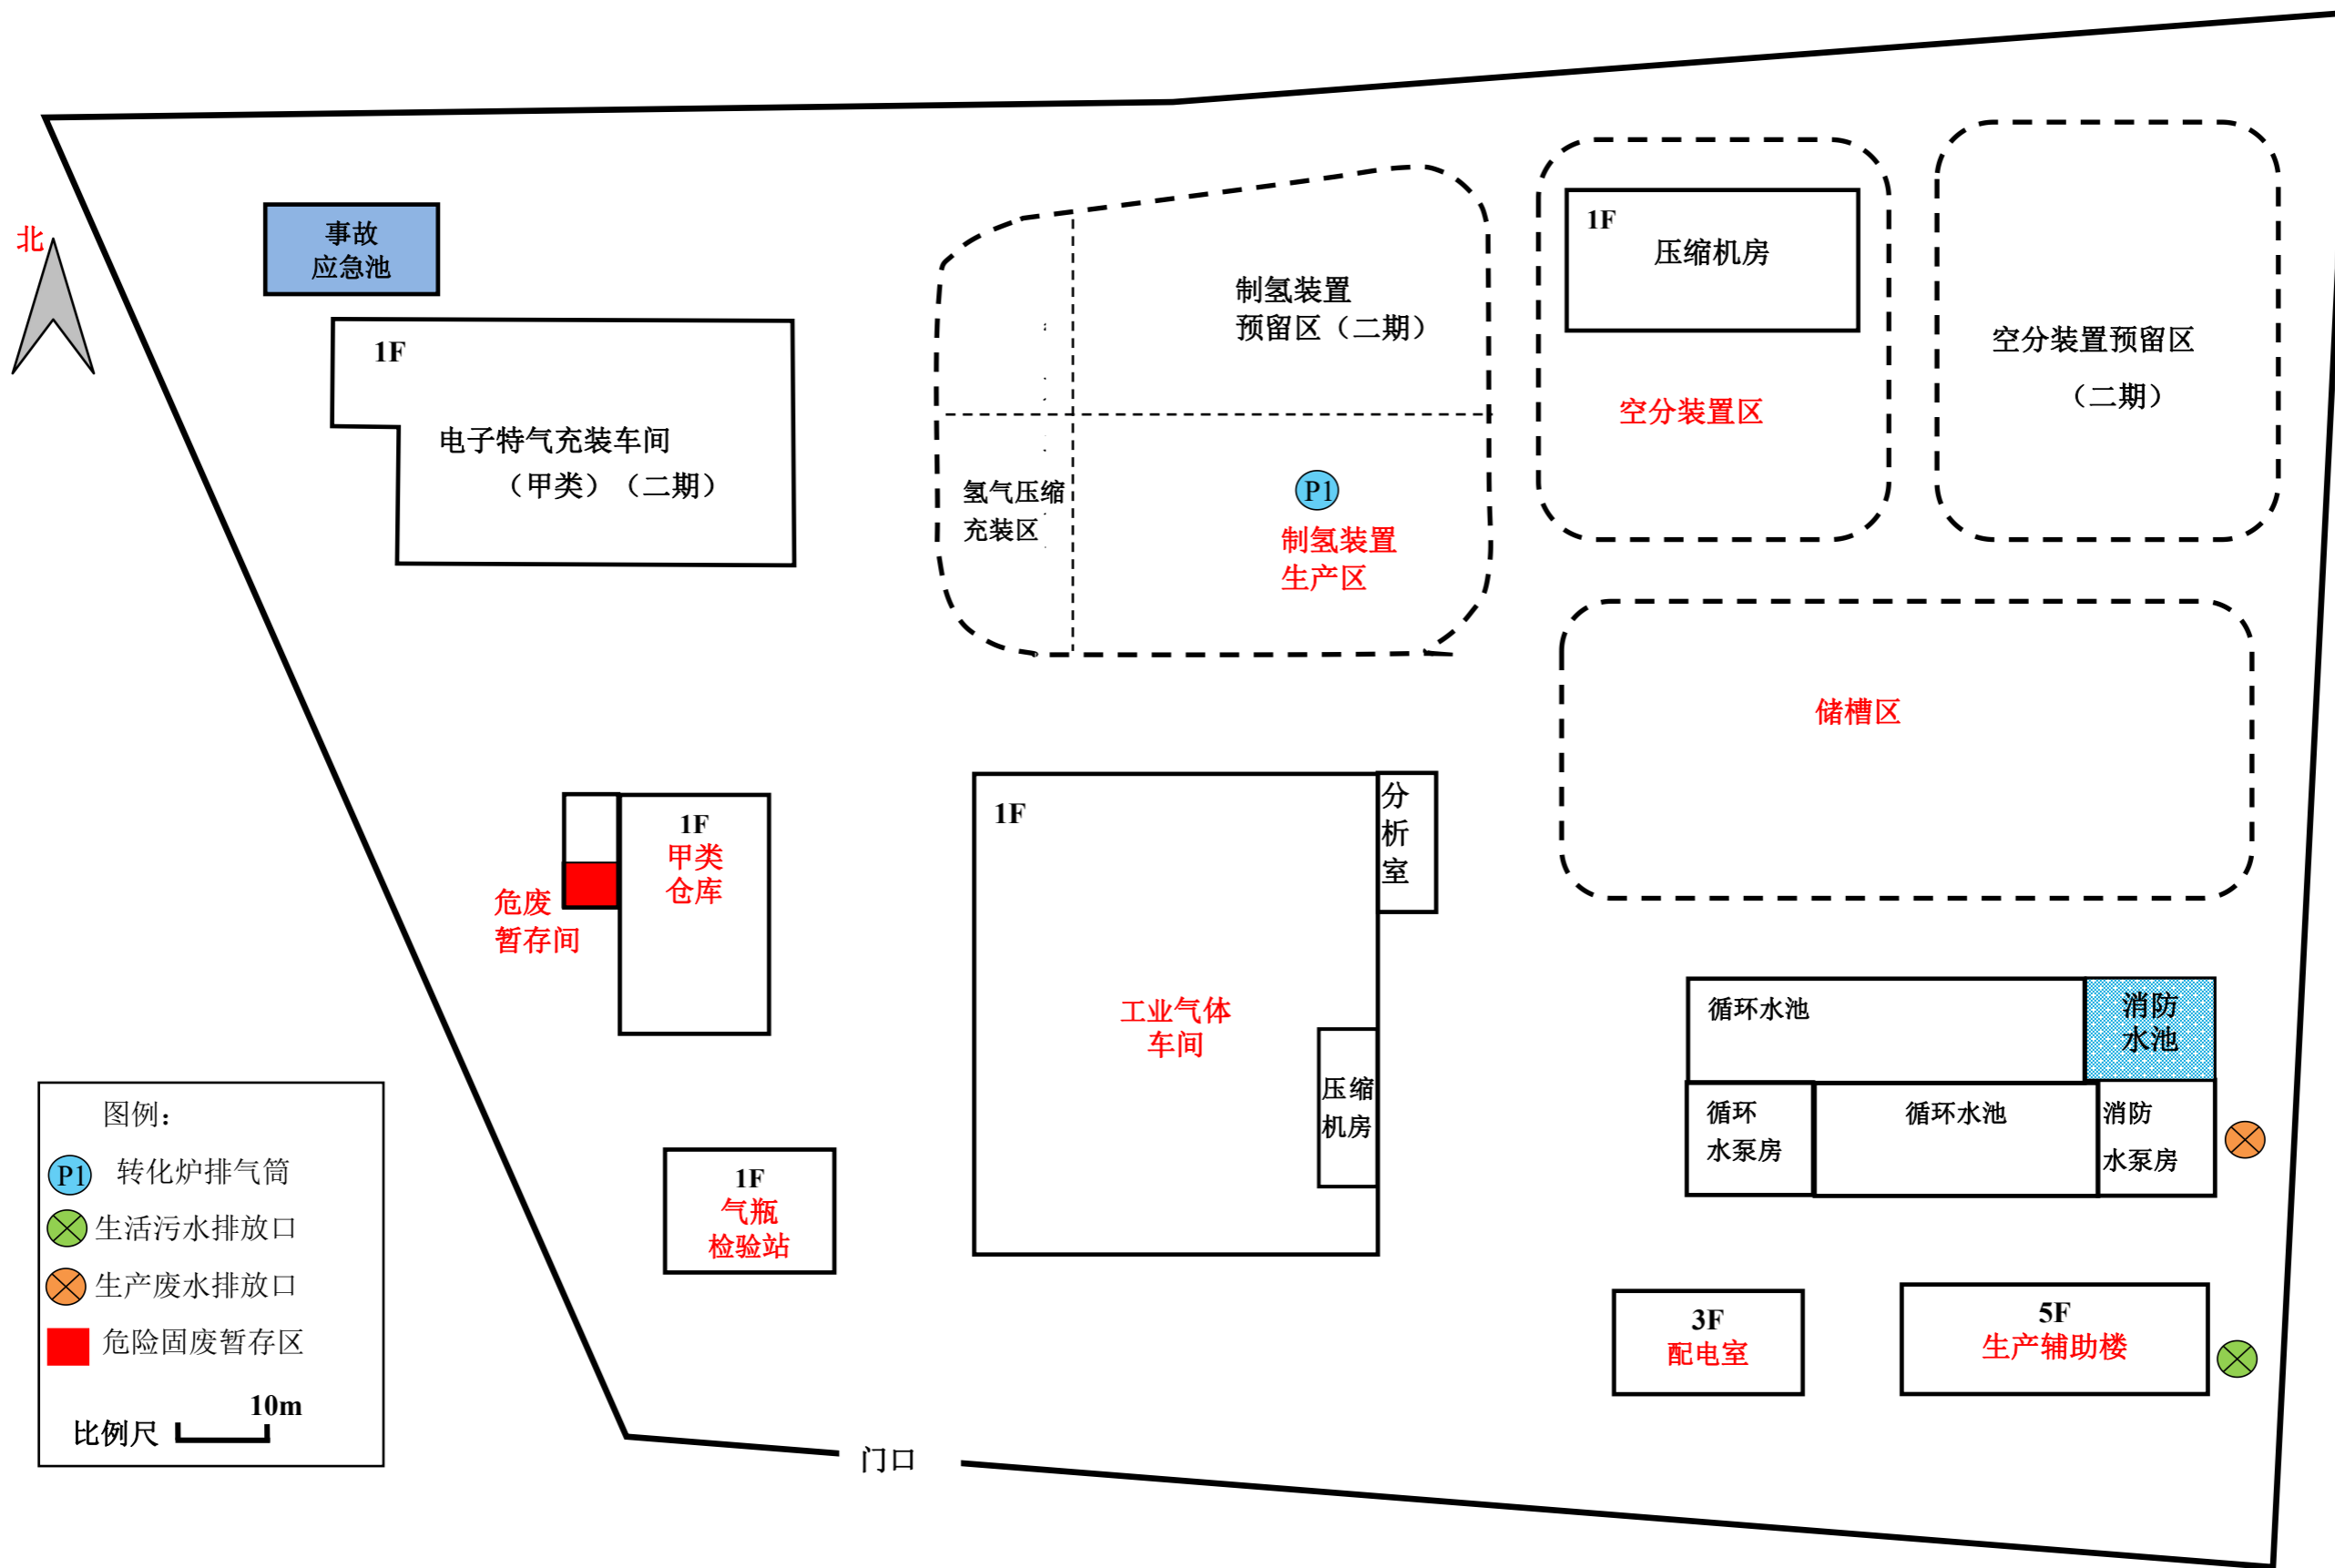 北
事故
应急池
1F
电子特气充装车间
（甲类）（二期）
制氢装置
预留区（二期）
氢气压缩
充装区
P1
制氢装置
生产区
1F
压缩机房
空分装置区
空分装置预留区
（二期）
储槽区
1F
甲类
仓库
危废
暂存间
1F
分
析
室
工业气体
车间
压缩
机房
循环水池
消防
水池
循环
水泵房
循环水池
消防
水泵房
1F
气瓶
检验站
3F
配电室
5F
生产辅助楼
门口
图例：
P1 转化炉排气筒
生活污水排放口
生产废水排放口
危险固废暂存区
10m
比例尺